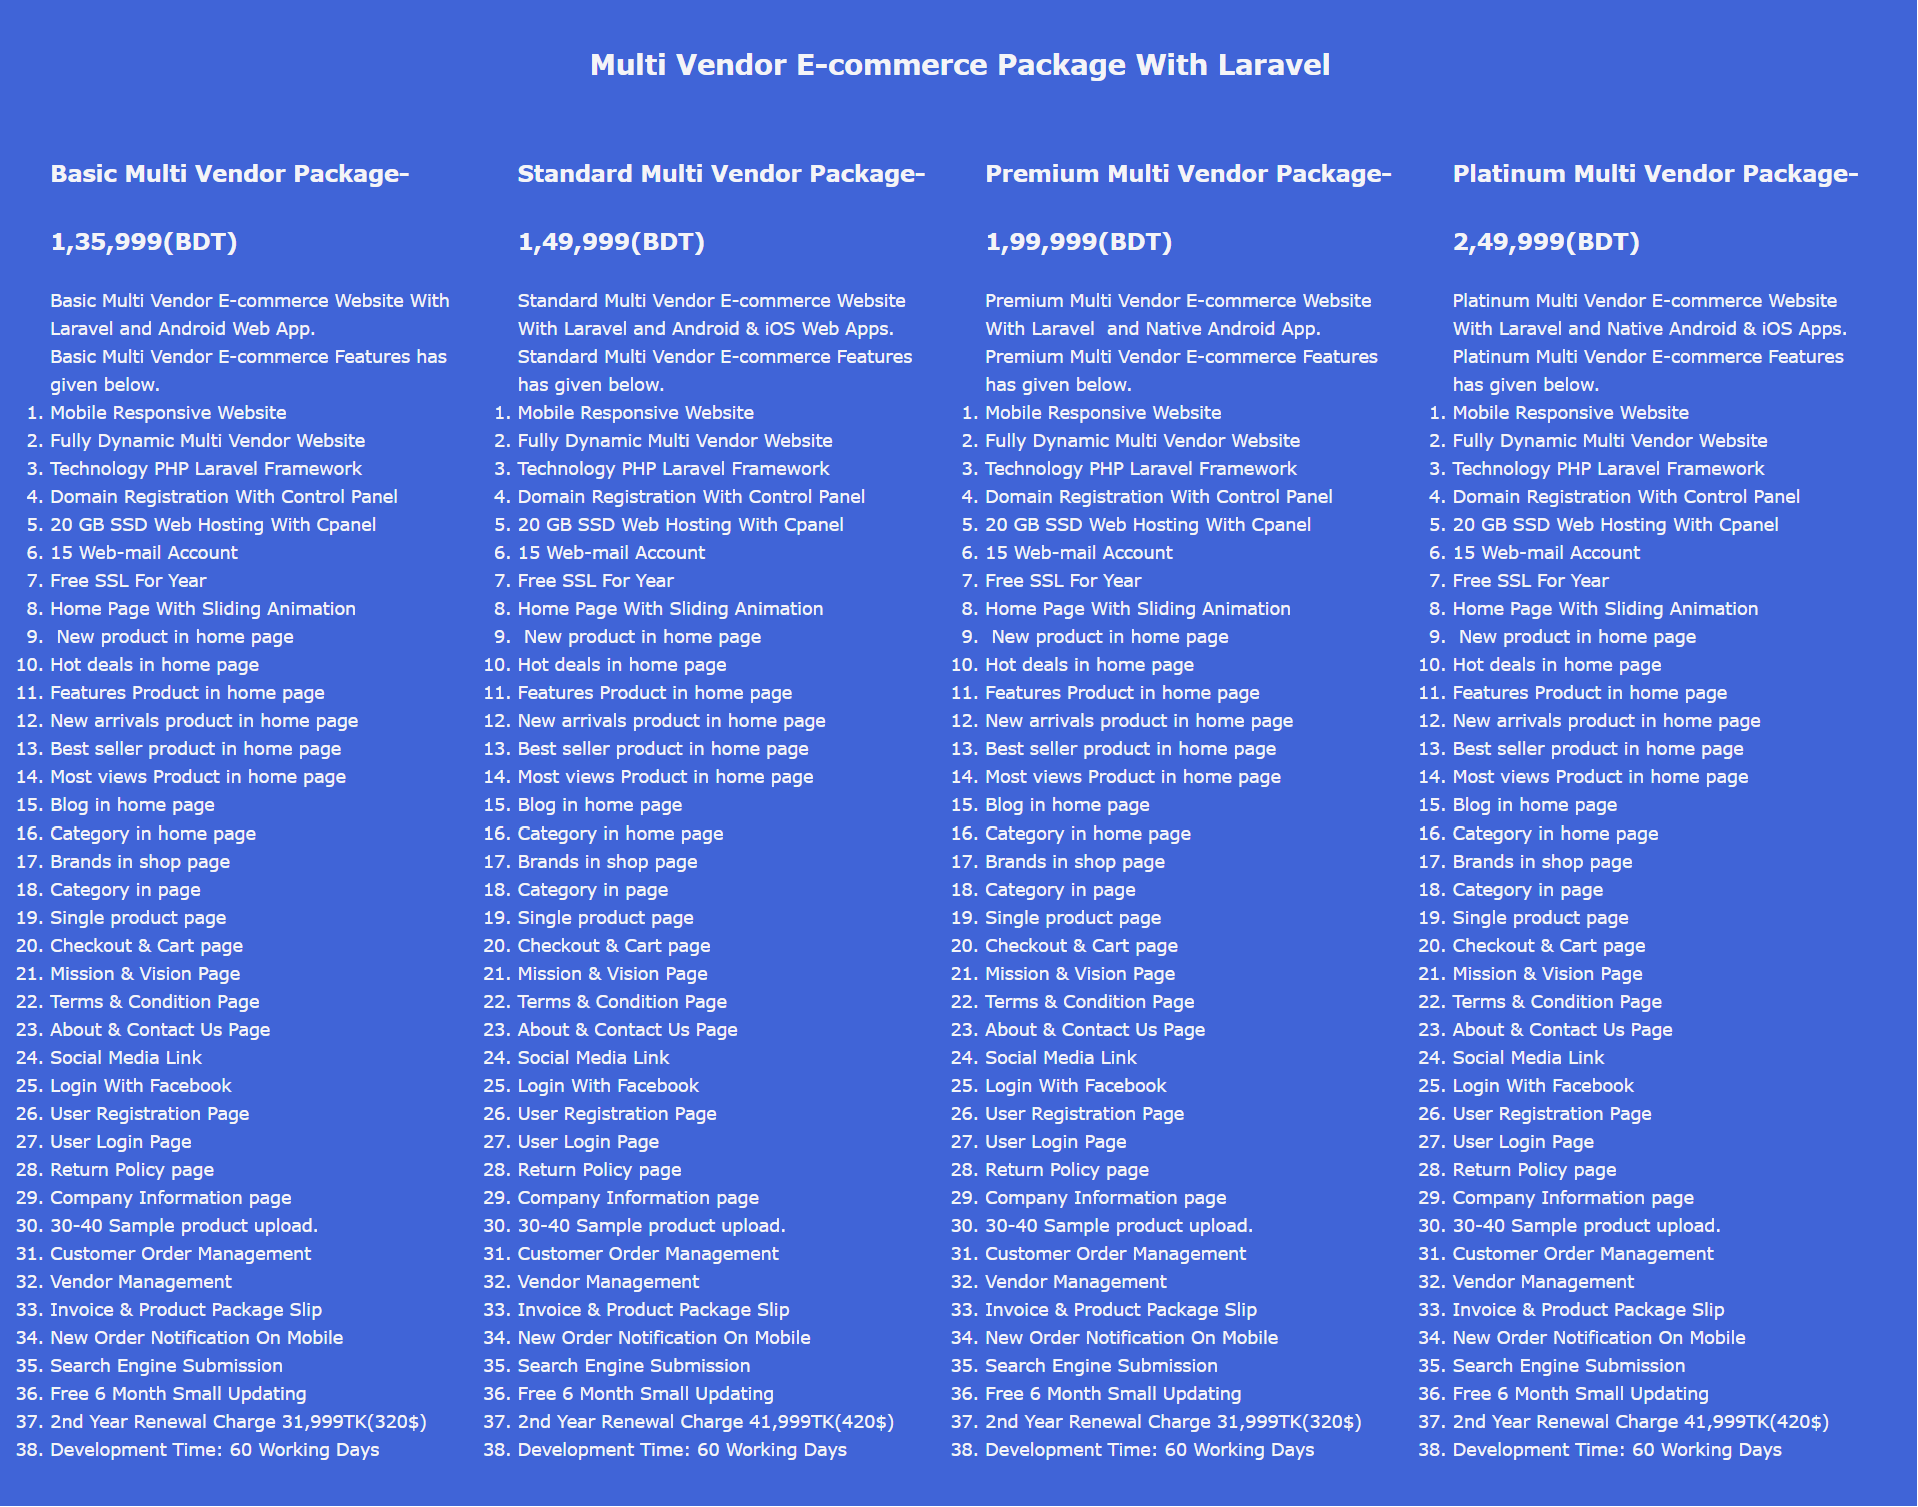 Multi Vendor E-commerce Package With Laravel
Basic Multi Vendor Package-
1,35,999(BDT)
Basic Multi Vendor E-commerce Website With
Laravel and Android Web App.
Basic Multi Vendor E-commerce Features has
given below.
1. Mobile Responsive Website
2. Fully Dynamic Multi Vendor Website
3. Technology PHP Laravel Framework
4. Domain Registration With Control Panel
5. 20 GB SSD Web Hosting With Cpanel
6. 15 Web-mail Account
7. Free SSL For Year
8. Home Page With Sliding Animation
9. New product in home page
10. Hot deals in home page
11. Features Product in home page
12. New arrivals product in home page
13. Best seller product in home page
14. Most views Product in home page
15. Blog in home page
16. Category in home page
17. Brands in shop page
18. Category in page
19. Single product page
20. Checkout & Cart page
21. Mission & Vision Page
22. Terms & Condition Page
23. About & Contact Us Page
24. Social Media Link
25. Login With Facebook
26. User Registration Page
27. User Login Page
28. Return Policy page
29. Company Information page
30. 30-40 Sample product upload.
31. Customer Order Management
32. Vendor Management
33. Invoice & Product Package Slip
34. New Order Notification On Mobile
35. Search Engine Submission
36. Free 6 Month Small Updating
37. 2nd Year Renewal Charge 31,999TK(320$)
38. Development Time: 60 Working Days
Standard Multi Vendor Package-
1,49,999(BDT)
Standard Multi Vendor E-commerce Website
With Laravel and Android & iOS Web Apps.
Standard Multi Vendor E-commerce Features
has given below.
1. Mobile Responsive Website
2. Fully Dynamic Multi Vendor Website
3. Technology PHP Laravel Framework
4. Domain Registration With Control Panel
5. 20 GB SSD Web Hosting With Cpanel
6. 15 Web-mail Account
7. Free SSL For Year
8. Home Page With Sliding Animation
9. New product in home page
10. Hot deals in home page
11. Features Product in home page
12. New arrivals product in home page
13. Best seller product in home page
14. Most views Product in home page
15. Blog in home page
16. Category in home page
17. Brands in shop page
18. Category in page
19. Single product page
20. Checkout & Cart page
21. Mission & Vision Page
22. Terms & Condition Page
23. About & Contact Us Page
24. Social Media Link
25. Login With Facebook
26. User Registration Page
27. User Login Page
28. Return Policy page
29. Company Information page
30. 30-40 Sample product upload.
31. Customer Order Management
32. Vendor Management
33. Invoice & Product Package Slip
34. New Order Notification On Mobile
35. Search Engine Submission
36. Free 6 Month Small Updating
37. 2nd Year Renewal Charge 41,999TK(420$)
38. Development Time: 60 Working Days
Premium Multi Vendor Package-
1,99,999(BDT)
Premium Multi Vendor E-commerce Website
With Laravel  and Native Android App.
Premium Multi Vendor E-commerce Features
has given below.
1. Mobile Responsive Website
2. Fully Dynamic Multi Vendor Website
3. Technology PHP Laravel Framework
4. Domain Registration With Control Panel
5. 20 GB SSD Web Hosting With Cpanel
6. 15 Web-mail Account
7. Free SSL For Year
8. Home Page With Sliding Animation
9. New product in home page
10. Hot deals in home page
11. Features Product in home page
12. New arrivals product in home page
13. Best seller product in home page
14. Most views Product in home page
15. Blog in home page
16. Category in home page
17. Brands in shop page
18. Category in page
19. Single product page
20. Checkout & Cart page
21. Mission & Vision Page
22. Terms & Condition Page
23. About & Contact Us Page
24. Social Media Link
25. Login With Facebook
26. User Registration Page
27. User Login Page
28. Return Policy page
29. Company Information page
30. 30-40 Sample product upload.
31. Customer Order Management
32. Vendor Management
33. Invoice & Product Package Slip
34. New Order Notification On Mobile
35. Search Engine Submission
36. Free 6 Month Small Updating
37. 2nd Year Renewal Charge 31,999TK(320$)
38. Development Time: 60 Working Days
Platinum Multi Vendor Package-
2,49,999(BDT)
Platinum Multi Vendor E-commerce Website
With Laravel and Native Android & iOS Apps.
Platinum Multi Vendor E-commerce Features
has given below.
1. Mobile Responsive Website
2. Fully Dynamic Multi Vendor Website
3. Technology PHP Laravel Framework
4. Domain Registration With Control Panel
5. 20 GB SSD Web Hosting With Cpanel
6. 15 Web-mail Account
7. Free SSL For Year
8. Home Page With Sliding Animation
9. New product in home page
10. Hot deals in home page
11. Features Product in home page
12. New arrivals product in home page
13. Best seller product in home page
14. Most views Product in home page
15. Blog in home page
16. Category in home page
17. Brands in shop page
18. Category in page
19. Single product page
20. Checkout & Cart page
21. Mission & Vision Page
22. Terms & Condition Page
23. About & Contact Us Page
24. Social Media Link
25. Login With Facebook
26. User Registration Page
27. User Login Page
28. Return Policy page
29. Company Information page
30. 30-40 Sample product upload.
31. Customer Order Management
32. Vendor Management
33. Invoice & Product Package Slip
34. New Order Notification On Mobile
35. Search Engine Submission
36. Free 6 Month Small Updating
37. 2nd Year Renewal Charge 41,999TK(420$)
38. Development Time: 60 Working Days